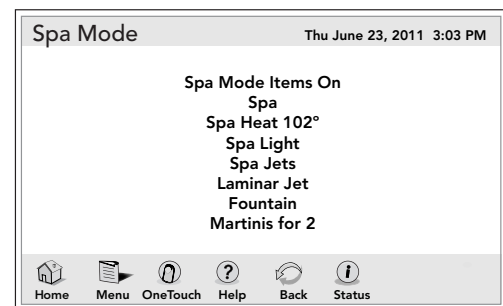 Spa Mode
Thu June 23, 2011 3:03 PM
Spa Mode Items On
Spa
Spa Heat 102°
Spa Light
Spa Jets
Laminar Jet
Fountain
Martinis for 2
Home Menu OneTouch Help Back Status